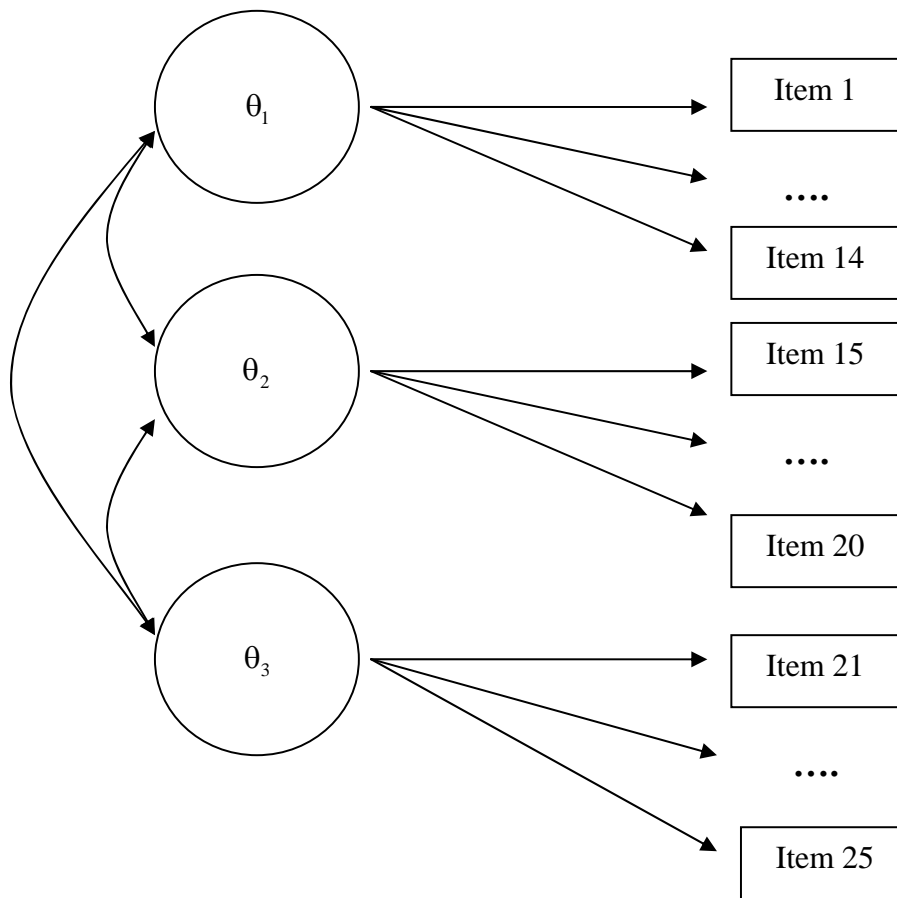 θ₁
Item 1
....
Item 14
θ₂
Item 15
....
Item 20
θ₃
Item 21
....
Item 25